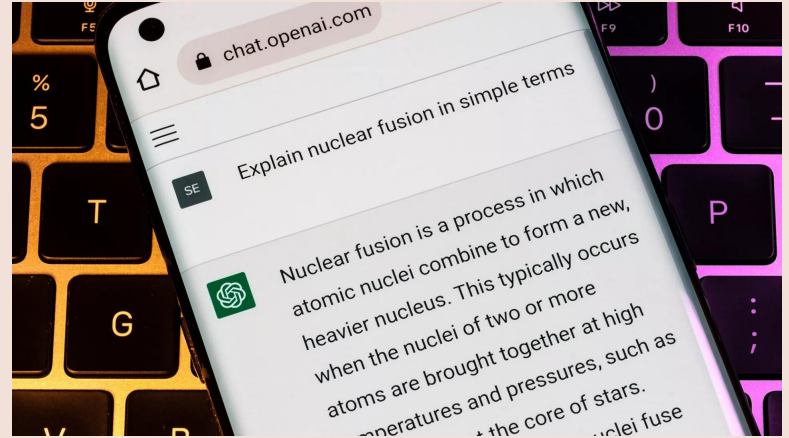 F5
F9
F10
%
5
)
0
T
P
G
:
;
chat.openai.com
SE
Explain nuclear fusion in simple terms
Nuclear fusion is a process in which
atomic nuclei combine to form a new,
heavier nucleus. This typically occurs
when the nuclei of two or more
atoms are brought together at high
and pressures, such as
the core of stars.
fuse